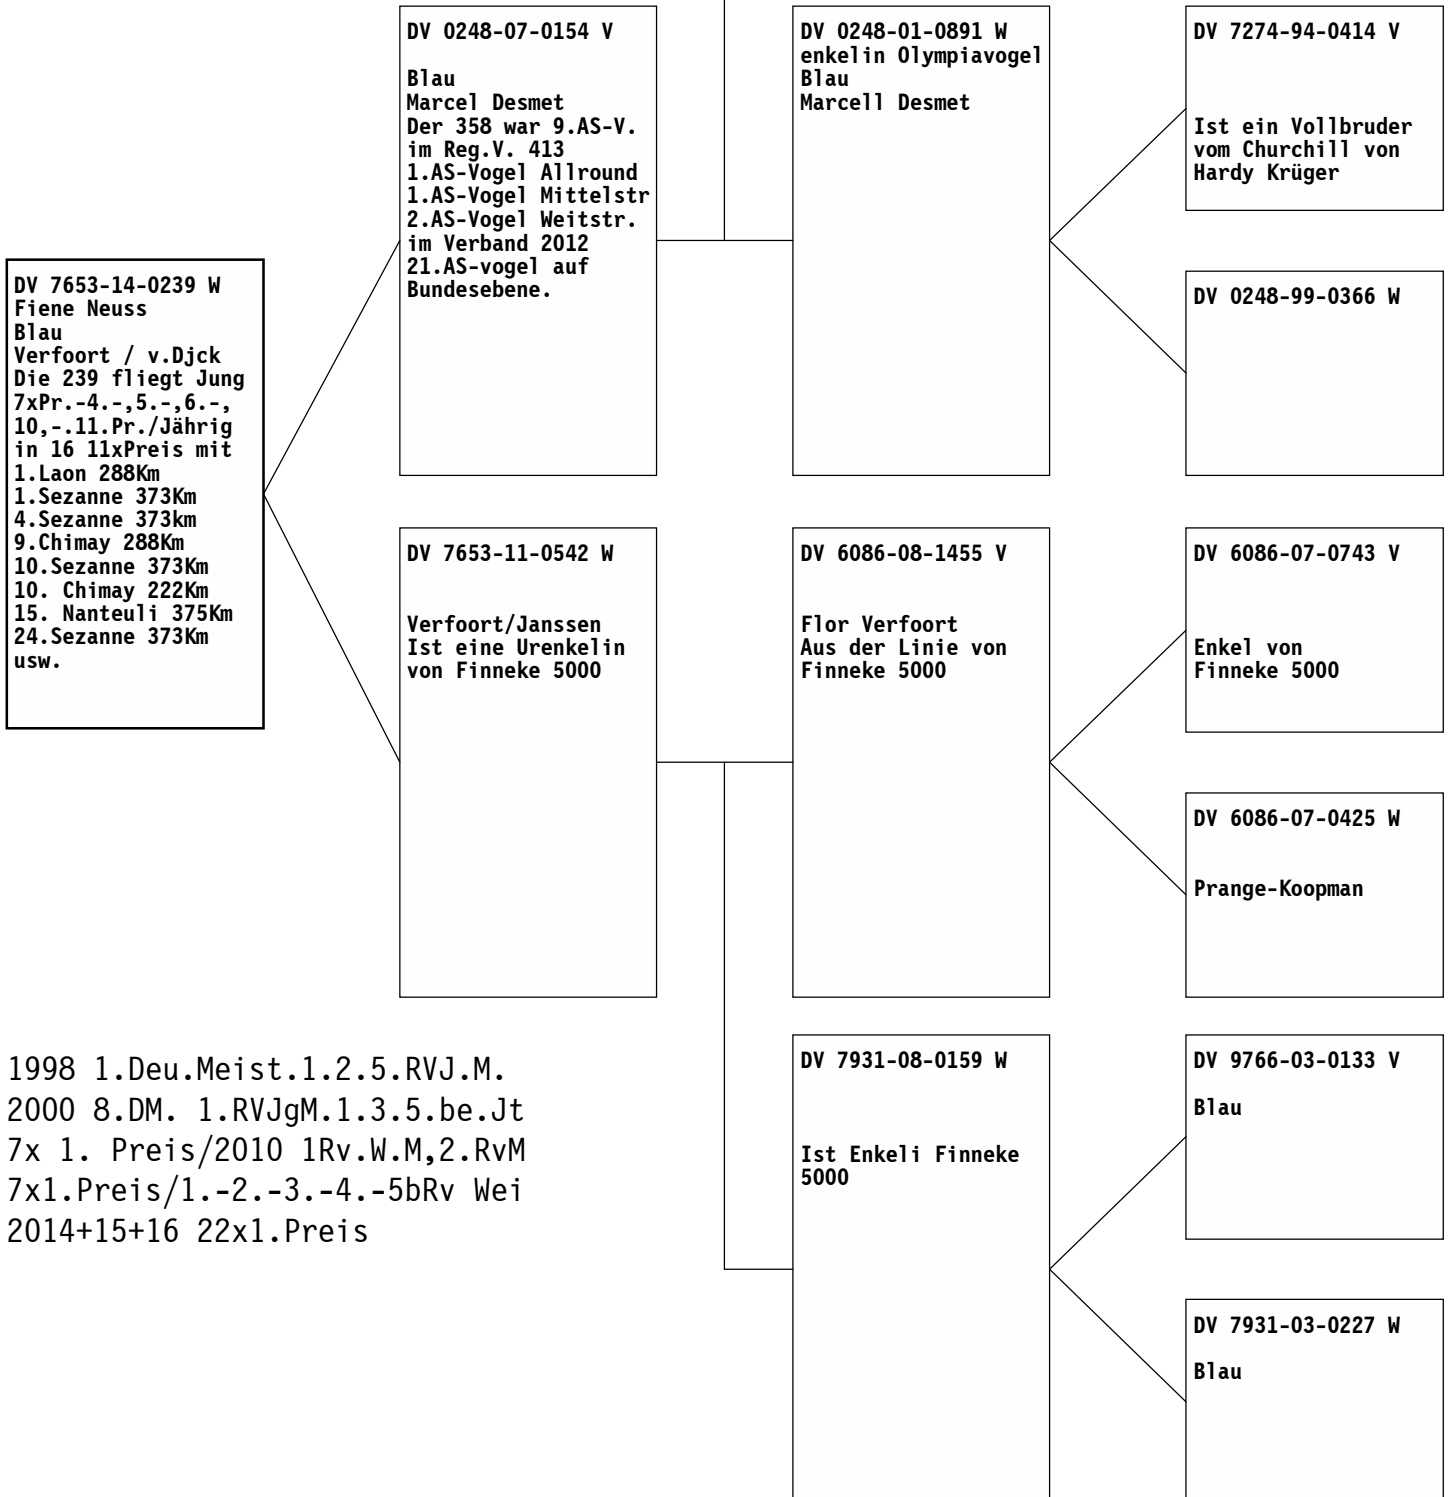 DV 7653-14-0239 W
Fiene Neuss
Blau
Verfoort / v.Djck
Die 239 fliegt Jung
7xPr.-4.-,5.-,6.-,
10,-.11.Pr./Jährig
in 16 11xPreis mit
1.Laon 288Km
1.Sezanne 373Km
4.Sezanne 373km
9.Chimay 288Km
10.Sezanne 373Km
10. Chimay 222Km
15. Nanteuli 375Km
24.Sezanne 373Km
usw.
DV 0248-07-0154 V
Blau
Marcel Desmet
Der 358 war 9.AS-V.
im Reg.V. 413
1.AS-Vogel Allround
1.AS-Vogel Mittelstr
2.AS-Vogel Weitstr.
im Verband 2012
21.AS-vogel auf
Bundesebene.
DV 7653-11-0542 W
Verfoort/Janssen
Ist eine Urenkelin
von Finneke 5000
DV 0248-01-0891 W
enkelin Olympiavogel
Blau
Marcell Desmet
DV 6086-08-1455 V
Flor Verfoort
Aus der Linie von
Finneke 5000
DV 7931-08-0159 W
Ist Enkeli Finneke
5000
DV 7274-94-0414 V
Ist ein Vollbruder
vom Churchill von
Hardy Krüger
DV 0248-99-0366 W
DV 6086-07-0743 V
Enkel von
Finneke 5000
DV 6086-07-0425 W
Prange-Koopman
DV 9766-03-0133 V
Blau
DV 7931-03-0227 W
Blau
1998 1.Deu.Meist.1.2.5.RVJ.M.
2000 8.DM. 1.RVJgM.1.3.5.be.Jt
7x 1. Preis/2010 1Rv.W.M,2.RvM
7x1.Preis/1.-2.-3.-4.-5bRv Wei
2014+15+16 22x1.Preis